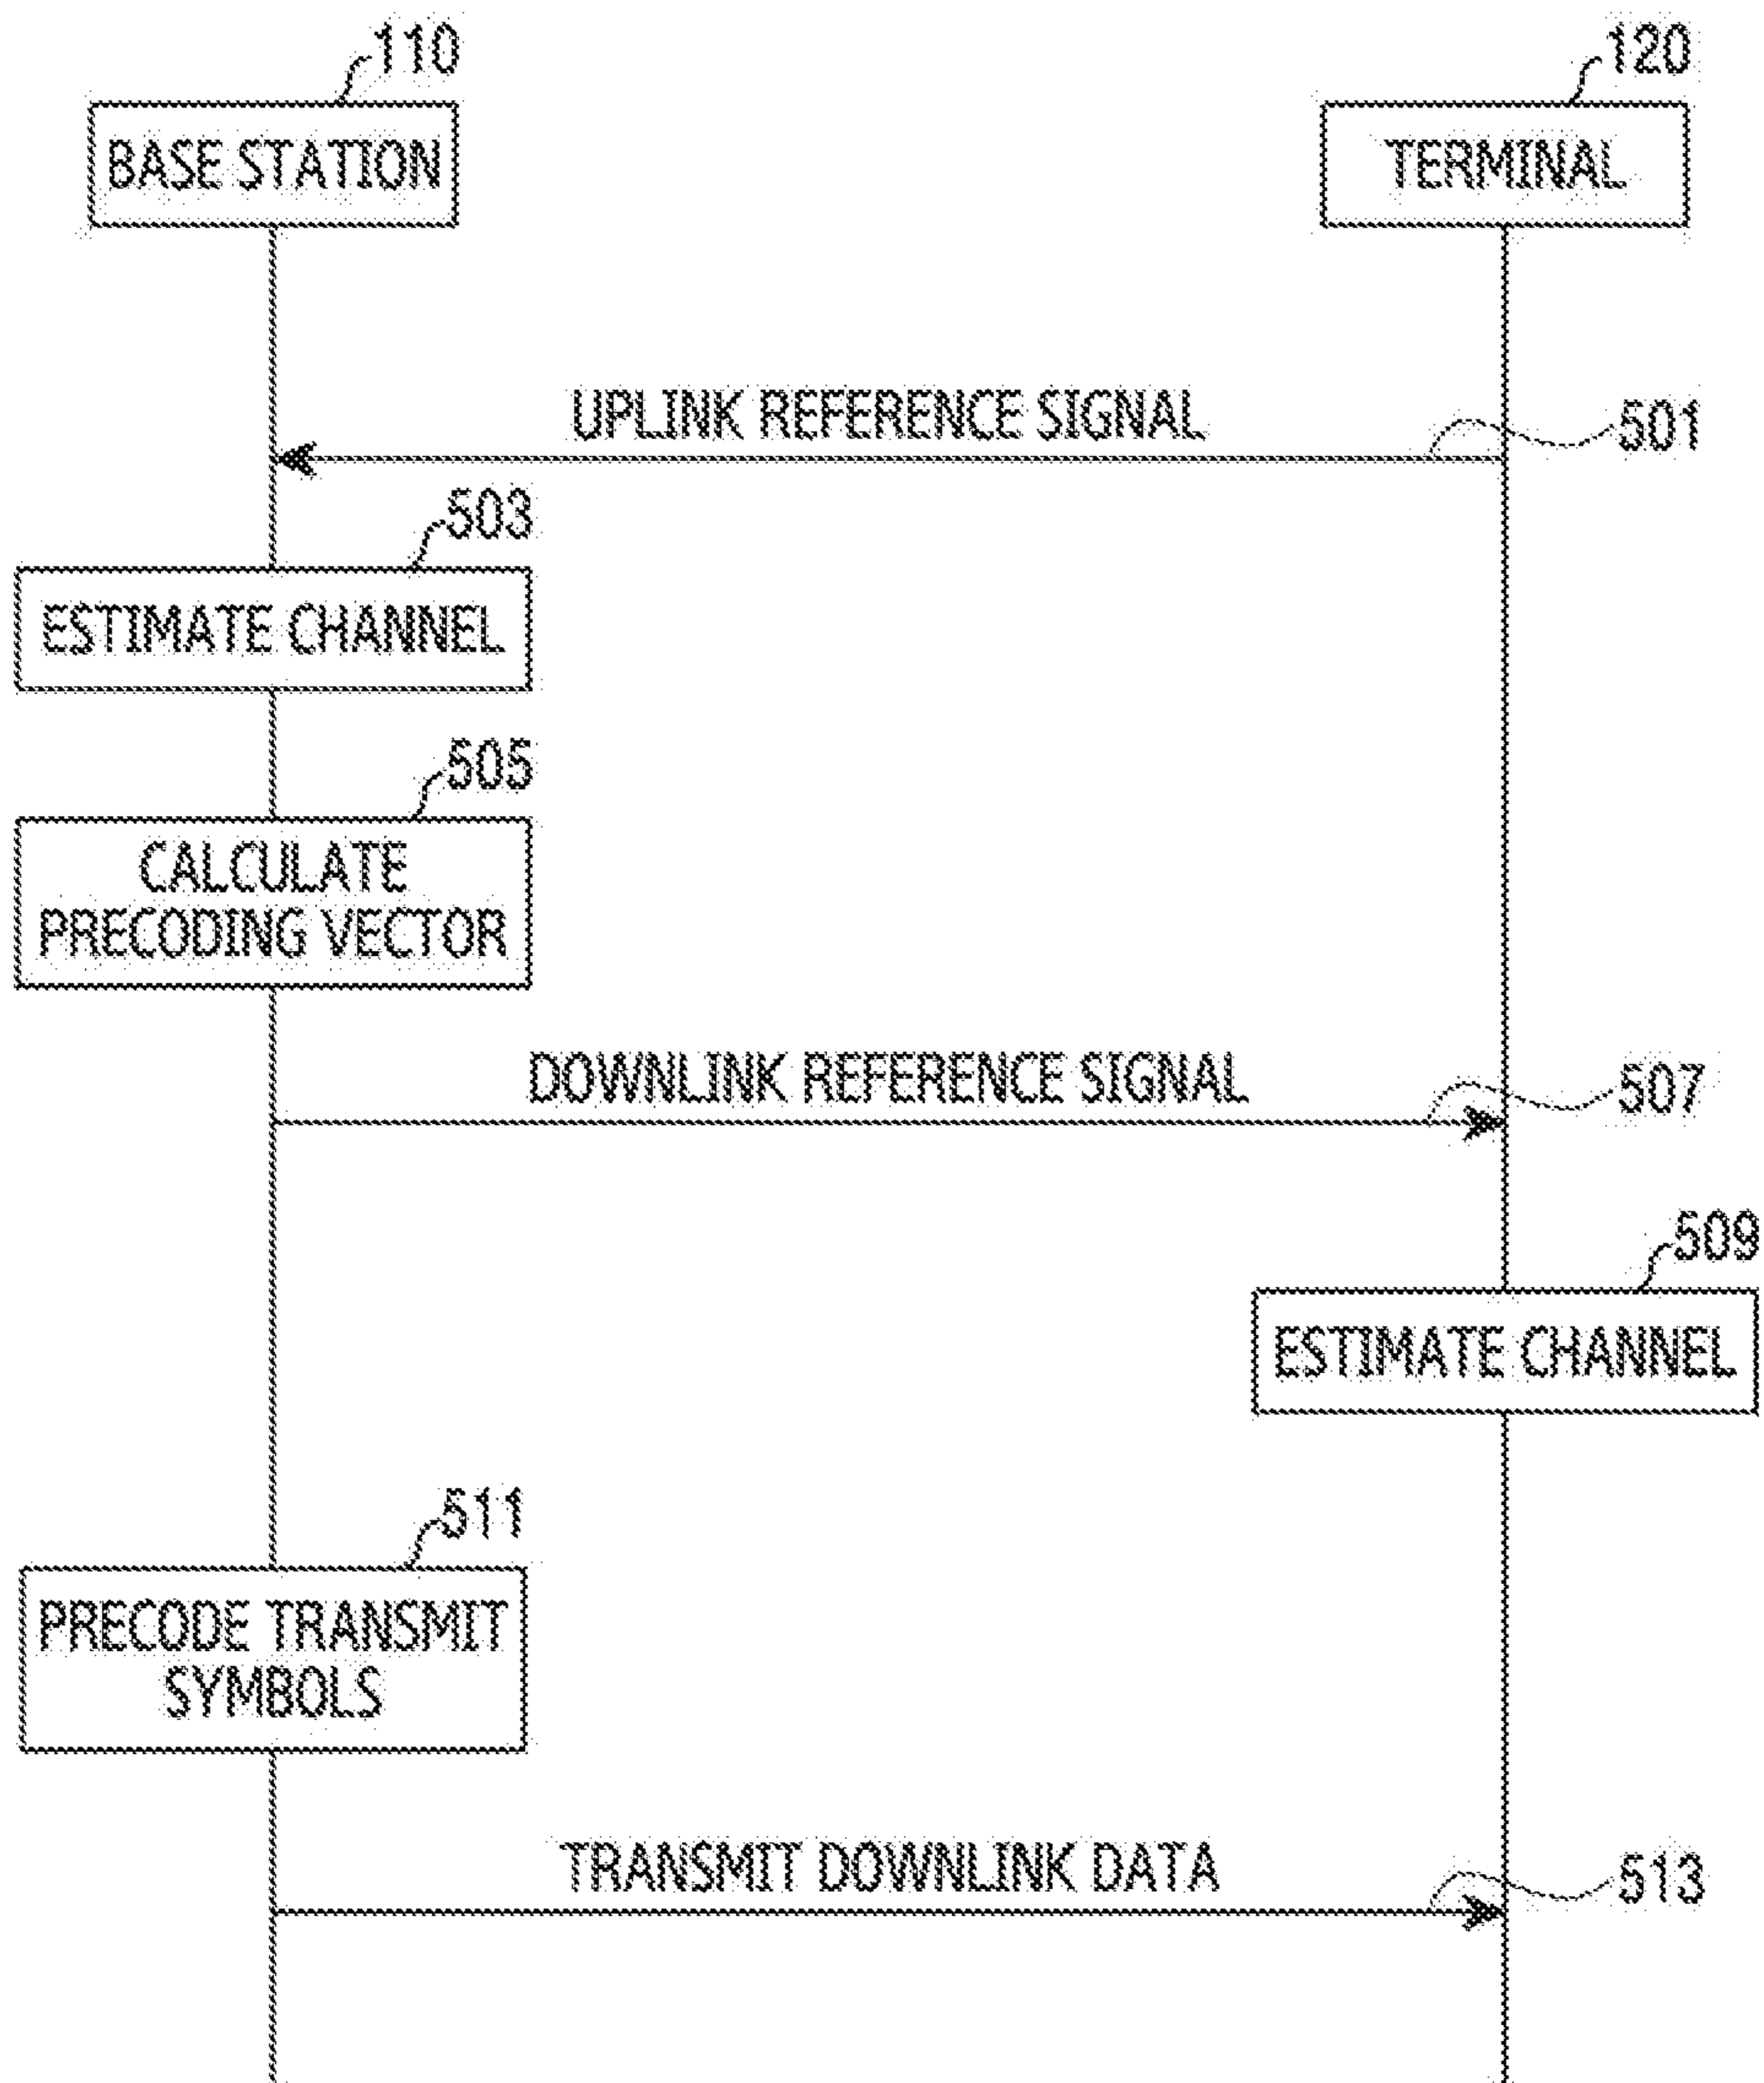 110
120
BASE STATION
TERMINAL
UPLINK REFERENCE SIGNAL
501
503
ESTIMATE CHANNEL
505
CALCULATE
PRECODING VECTOR
DOWNLINK REFERENCE SIGNAL
507
509
ESTIMATE CHANNEL
511
PRECODE TRANSMIT
SYMBOLS
TRANSMIT DOWNLINK DATA
513